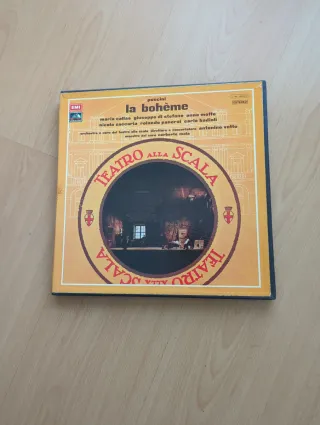 EMI
puccini
la bohème
maria callas giuseppe di stefano anna moffo
nicola zaccaria rolando panerai carlo badioli
orchestra e coro del teatro alla scala direttore e concertatore antonino votto
maestro del coro norberto mola
TEATRO ALLA SCALA
TEATRO ALLA SCALA